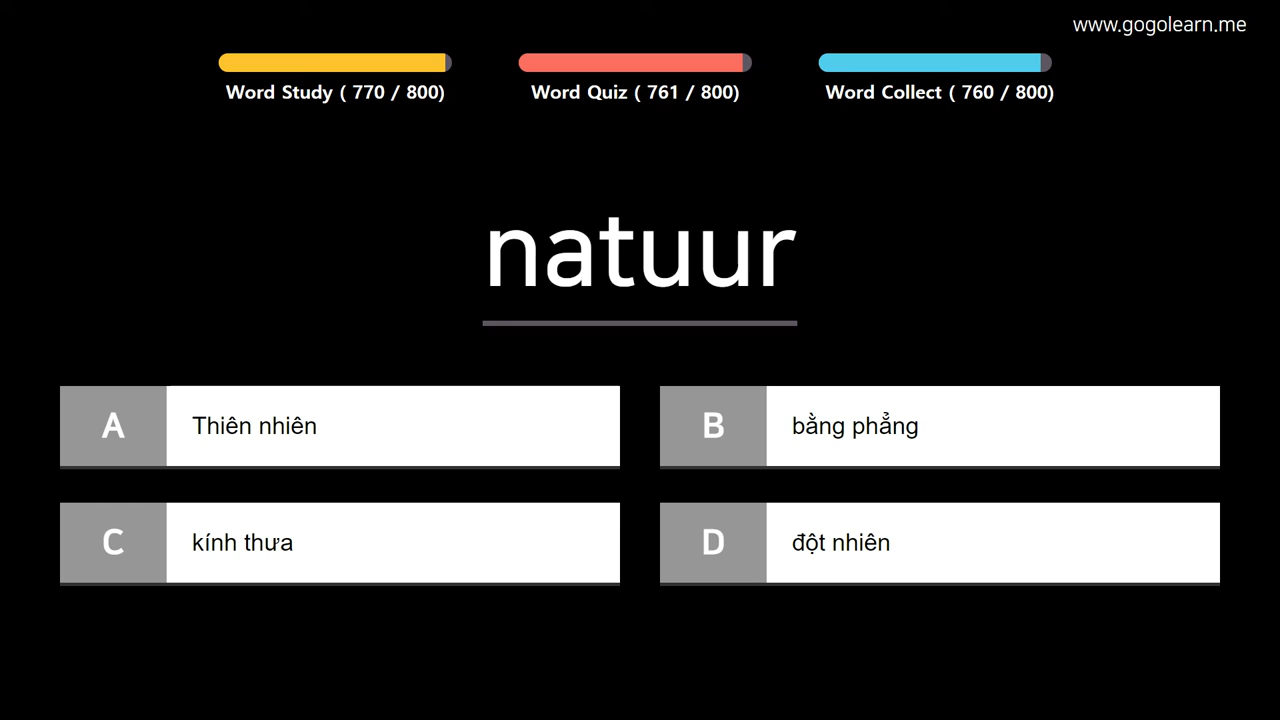 www.gogolearn.me
Word Study ( 770 / 800)
Word Quiz ( 761 / 800)
Word Collect ( 760 / 800)
natuur
A Thiên nhiên
B bằng phẳng
C kính thưa
D đột nhiên